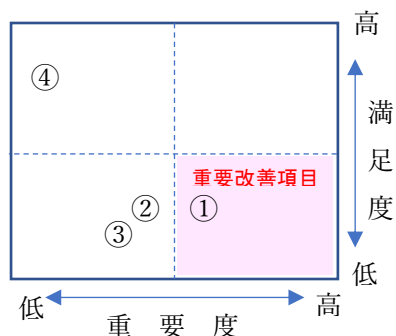 高
④
満
足
度
重要改善項目
②
①
③
低
低
高
重 要 度